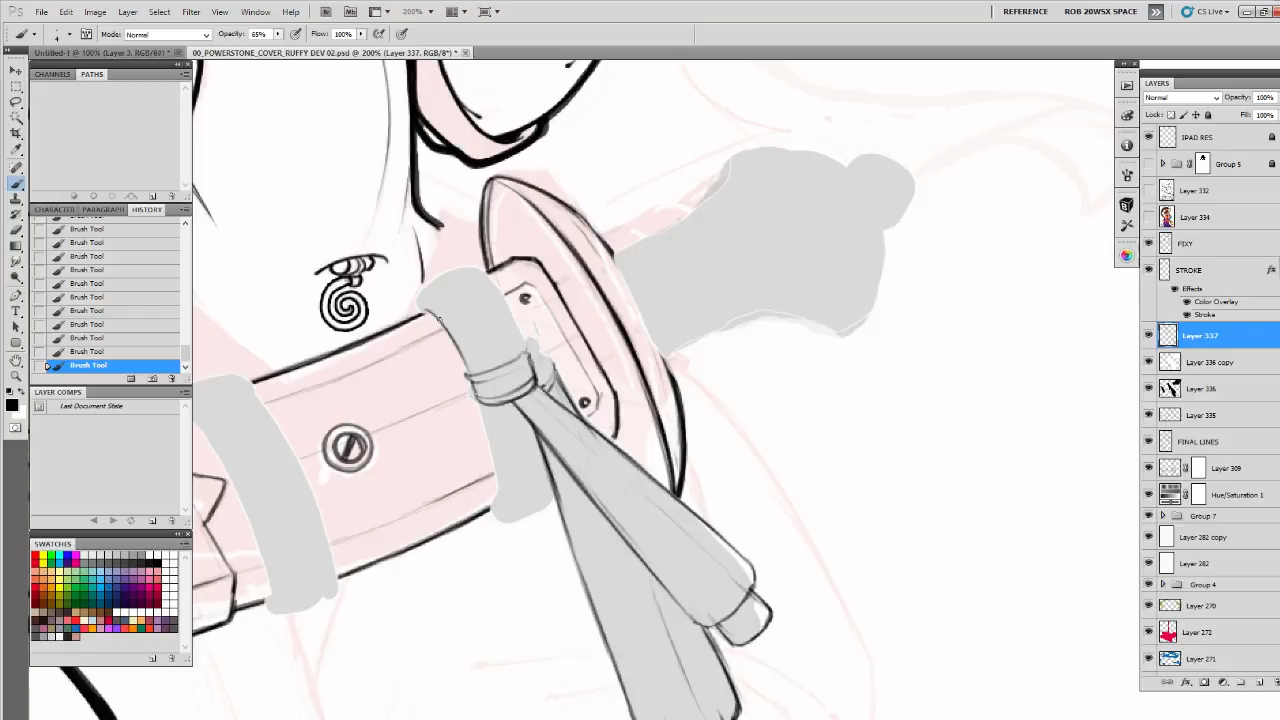 Ps File Edit Image Layer Select Filter View Window Help Br Mb 200% REFERENCE ROB 20WSX SPACE CS Live
Mode: Normal Opacity: 65% Flow: 100%
Untitled-1 @ 100% (Layer 3, RGB/8#) * 00_POWERSTONE_COVER_RUFFY DEV 02.psd @ 200% (Layer 337, RGB/8*) *
CHANNELS PATHS
CHARACTER PARAGRAPH HISTORY
Brush Tool
Brush Tool
Brush Tool
Brush Tool
Brush Tool
Brush Tool
Brush Tool
Brush Tool
Brush Tool
Brush Tool
Brush Tool
LAYER COMPS
Last Document State
SWATCHES
LAYERS
Normal Opacity: 100%
Lock: Fill: 100%
IPAD RES
Group 5
Layer 332
Layer 334
FIXY
STROKE fx
Effects
Color Overlay
Stroke
Layer 337
Layer 336 copy
Layer 336
Layer 335
FINAL LINES
Layer 309
Hue/Saturation 1
Group 7
Layer 282 copy
Layer 282
Group 4
Layer 270
Layer 272
Layer 271